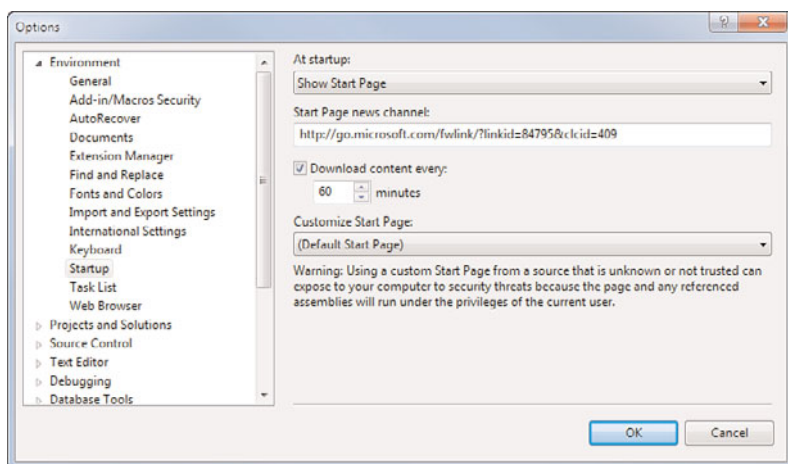 Options
Environment
General
Add-in/Macros Security
AutoRecover
Documents
Extension Manager
Find and Replace
Fonts and Colors
Import and Export Settings
International Settings
Keyboard
Startup
Task List
Web Browser
Projects and Solutions
Source Control
Text Editor
Debugging
Database Tools
At startup:
Show Start Page
Start Page news channel:
http://go.microsoft.com/fwlink/?linkid=84795&clcid=409
Download content every:
60 minutes
Customize Start Page:
(Default Start Page)
Warning: Using a custom Start Page from a source that is unknown or not trusted can
expose to your computer to security threats because the page and any referenced
assemblies will run under the privileges of the current user.
OK Cancel